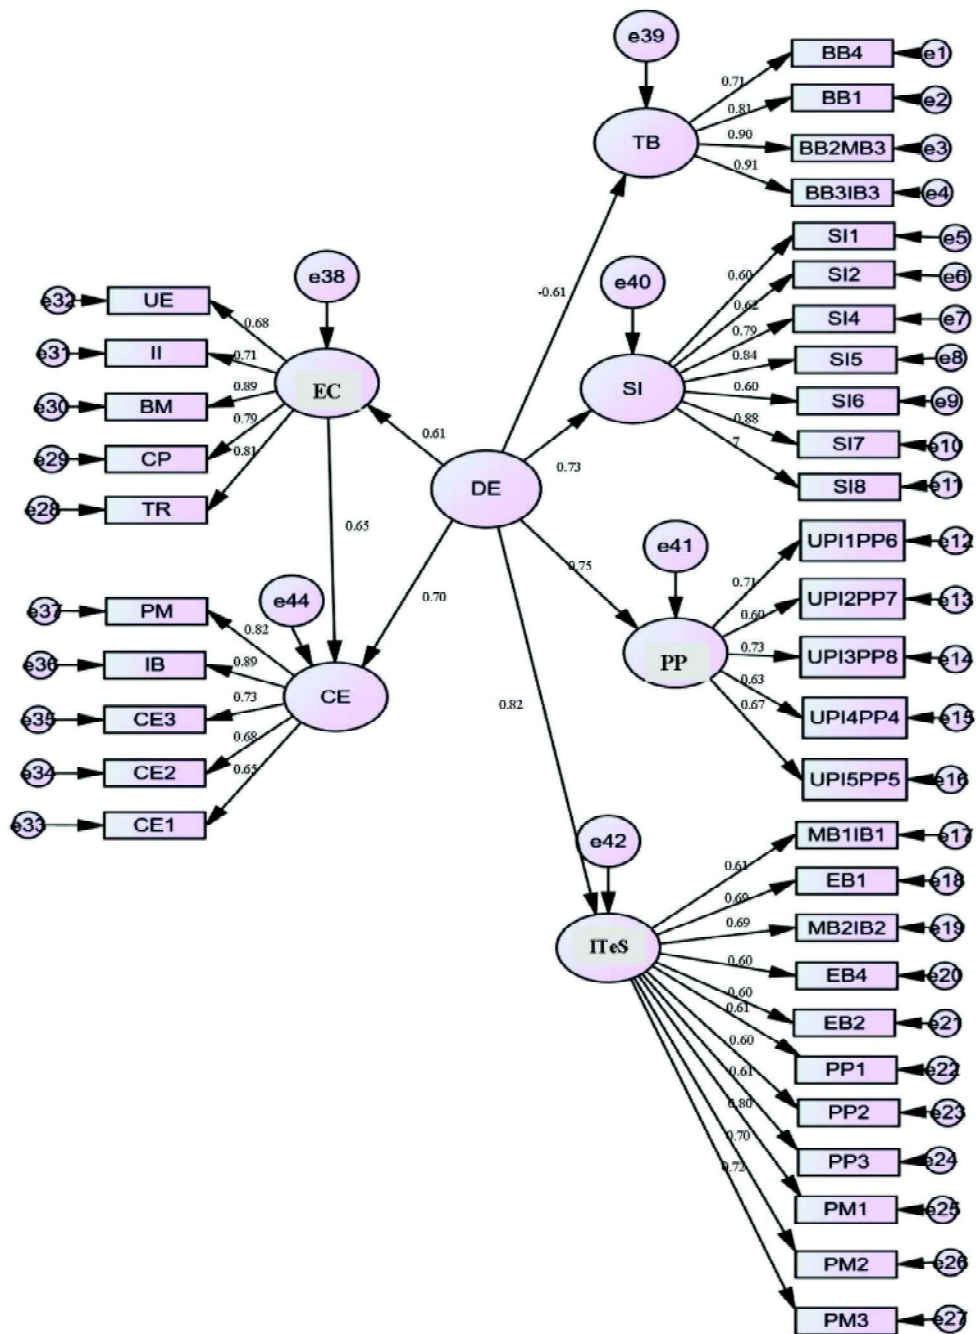 e39
BB4
e1
0.71
BB1
e2
0.81
TB
0.90
BB2MB3
e3
0.91
BB3IB3
e4
SI1
e5
e38
e40
0.60
SI2
e6
e32
UE
-0.61
0.62
SI4
e7
0.68
0.79
e31
II
0.71
0.84
SI5
e8
EC
SI
0.89
0.60
SI6
e9
e30
BM
0.79
0.88
SI7
e10
0.61
7
e29
CP
0.81
0.73
SI8
e11
DE
e28
TR
0.65
e41
UPI1PP6
e12
0.75
0.71
e44
0.70
UPI2PP7
e13
e37
PM
0.60
0.82
0.73
UPI3PP8
e14
PP
e36
IB
0.89
0.63
CE
0.73
0.82
0.67
UPI4PP4
e15
e35
CE3
0.68
e34
CE2
0.65
UPI5PP5
e16
e33
CE1
e42
MB1IB1
e17
0.61
EB1
e18
0.69
0.69
MB2IB2
e19
ITeS
0.60
EB4
e20
0.60
0.61
EB2
e21
0.60
PP1
e22
0.61
PP2
e23
0.80
0.70
PP3
e24
0.72
PM1
e25
PM2
e26
PM3
e27